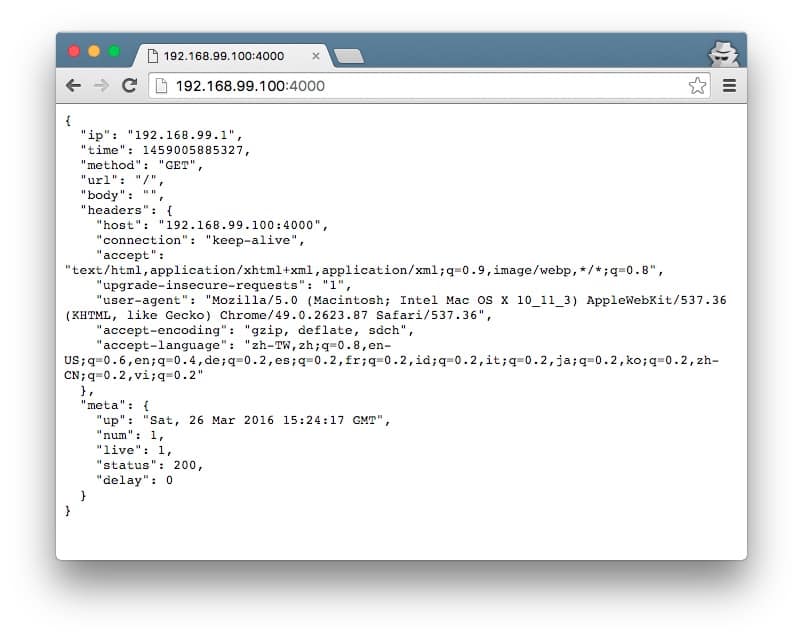 192.168.99.100:4000
192.168.99.100:4000
{
  "ip": "192.168.99.1",
  "time": 1459005885327,
  "method": "GET",
  "url": "/",
  "body": "",
  "headers": {
    "host": "192.168.99.100:4000",
    "connection": "keep-alive",
    "accept":
"text/html,application/xhtml+xml,application/xml;q=0.9,image/webp,*/*;q=0.8",
    "upgrade-insecure-requests": "1",
    "user-agent": "Mozilla/5.0 (Macintosh; Intel Mac OS X 10_11_3) AppleWebKit/537.36
(KHTML, like Gecko) Chrome/49.0.2623.87 Safari/537.36",
    "accept-encoding": "gzip, deflate, sdch",
    "accept-language": "zh-TW,zh;q=0.8,en-
US;q=0.6,en;q=0.4,de;q=0.2,es;q=0.2,fr;q=0.2,id;q=0.2,it;q=0.2,ja;q=0.2,ko;q=0.2,zh-
CN;q=0.2,vi;q=0.2"
  },
  "meta": {
    "up": "Sat, 26 Mar 2016 15:24:17 GMT",
    "num": 1,
    "live": 1,
    "status": 200,
    "delay": 0
  }
}